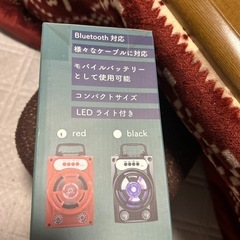 Bluetooth 対応
様々なケーブルに対応
モバイルバッテリー
として使用可能
コンパクトサイズ
LED ライト付き
red
black